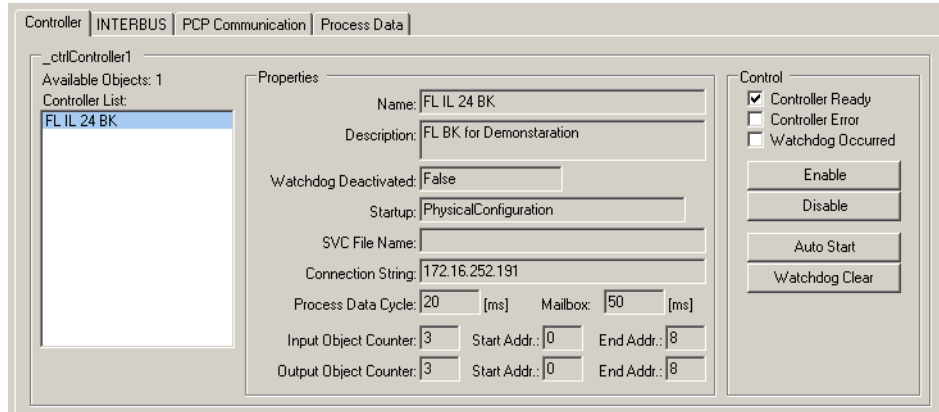 Controller INTERBUS PCP Communication Process Data
_ctrlController1
Available Objects: 1
Controller List:
FL IL 24 BK
Properties
Name: FL IL 24 BK
Description: FL BK for Demonstaration
Watchdog Deactivated: False
Startup: PhysicalConfiguration
SVC File Name:
Connection String: 172.16.252.191
Process Data Cycle: 20 [ms] Mailbox: 50 [ms]
Input Object Counter: 3 Start Addr.: 0 End Addr.: 8
Output Object Counter: 3 Start Addr.: 0 End Addr.: 8
Control
Controller Ready
Controller Error
Watchdog Occurred
Enable
Disable
Auto Start
Watchdog Clear